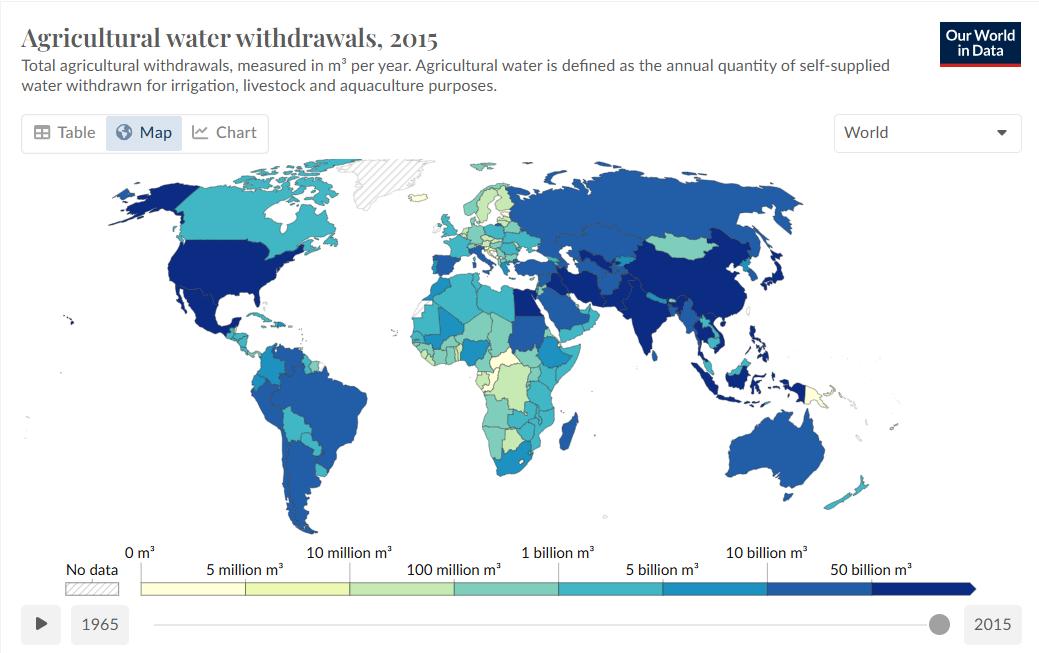 Agricultural water withdrawals, 2015
Our World
in Data
Total agricultural withdrawals, measured in m³ per year. Agricultural water is defined as the annual quantity of self-supplied
water withdrawn for irrigation, livestock and aquaculture purposes.
Table
Map
Chart
World
0 m³
10 million m³
1 billion m³
10 billion m³
No data
5 million m³
100 million m³
5 billion m³
50 billion m³
1965
2015